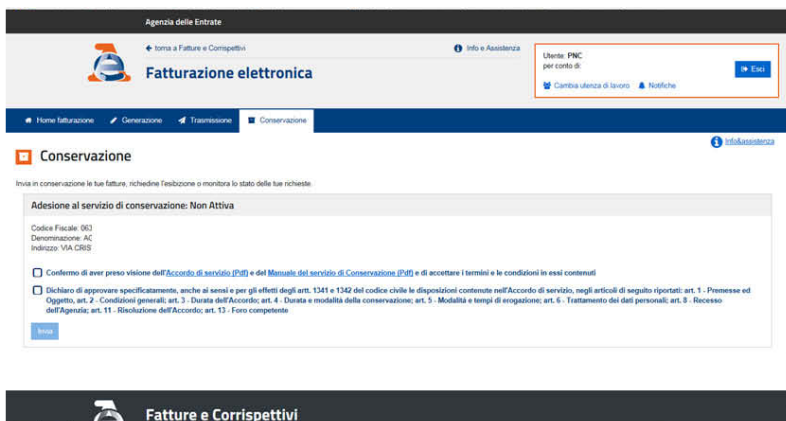 Agenzia delle Entrate
torna a Fatture e Corrispettivi
Info e Assistenza
Fatturazione elettronica
Utente: PNC
per conto di:
Esci
Cambia utenza di lavoro Notifiche
Home fatturazione Generazione Trasmissione Conservazione
Info&assistenza
Conservazione
Invia in conservazione le tue fatture, richiedine l'esibizione o monitora lo stato delle tue richieste.
Adesione al servizio di conservazione: Non Attiva
Codice Fiscale: 063
Denominazione: AC
Indirizzo: VIA CRIS
Confermo di aver preso visione dell'Accordo di servizio (Pdf) e del Manuale del servizio di Conservazione (Pdf) e di accettare i termini e le condizioni in essi contenuti
Dichiaro di approvare specificatamente, anche ai sensi e per gli effetti degli artt. 1341 e 1342 del codice civile le disposizioni contenute nell'Accordo di servizio, negli articoli di seguito riportati: art. 1 - Premesse ed
Oggetto, art. 2 - Condizioni generali; art. 3 - Durata dell'Accordo; art. 4 - Durata e modalità della conservazione; art. 5 - Modalità e tempi di erogazione; art. 6 - Trattamento dei dati personali; art. 8 - Recesso
dell'Agenzia; art. 11 - Risoluzione dell'Accordo; art. 13 - Foro competente
Invia
Fatture e Corrispettivi